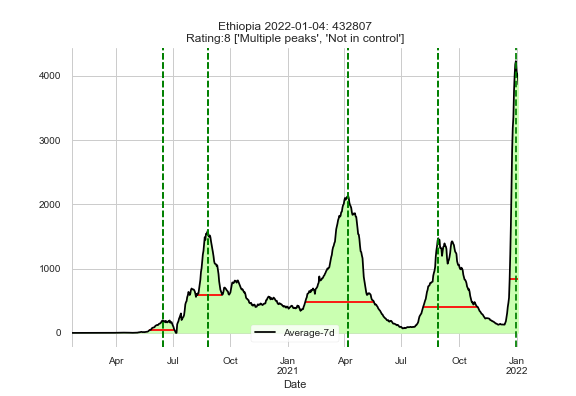 Ethiopia 2022-01-04: 432807
Rating:8 ['Multiple peaks', 'Not in control']
4000
3000
2000
1000
0
Average-7d
Apr Jul Oct Jan Apr Jul Oct Jan
2021 2022
Date